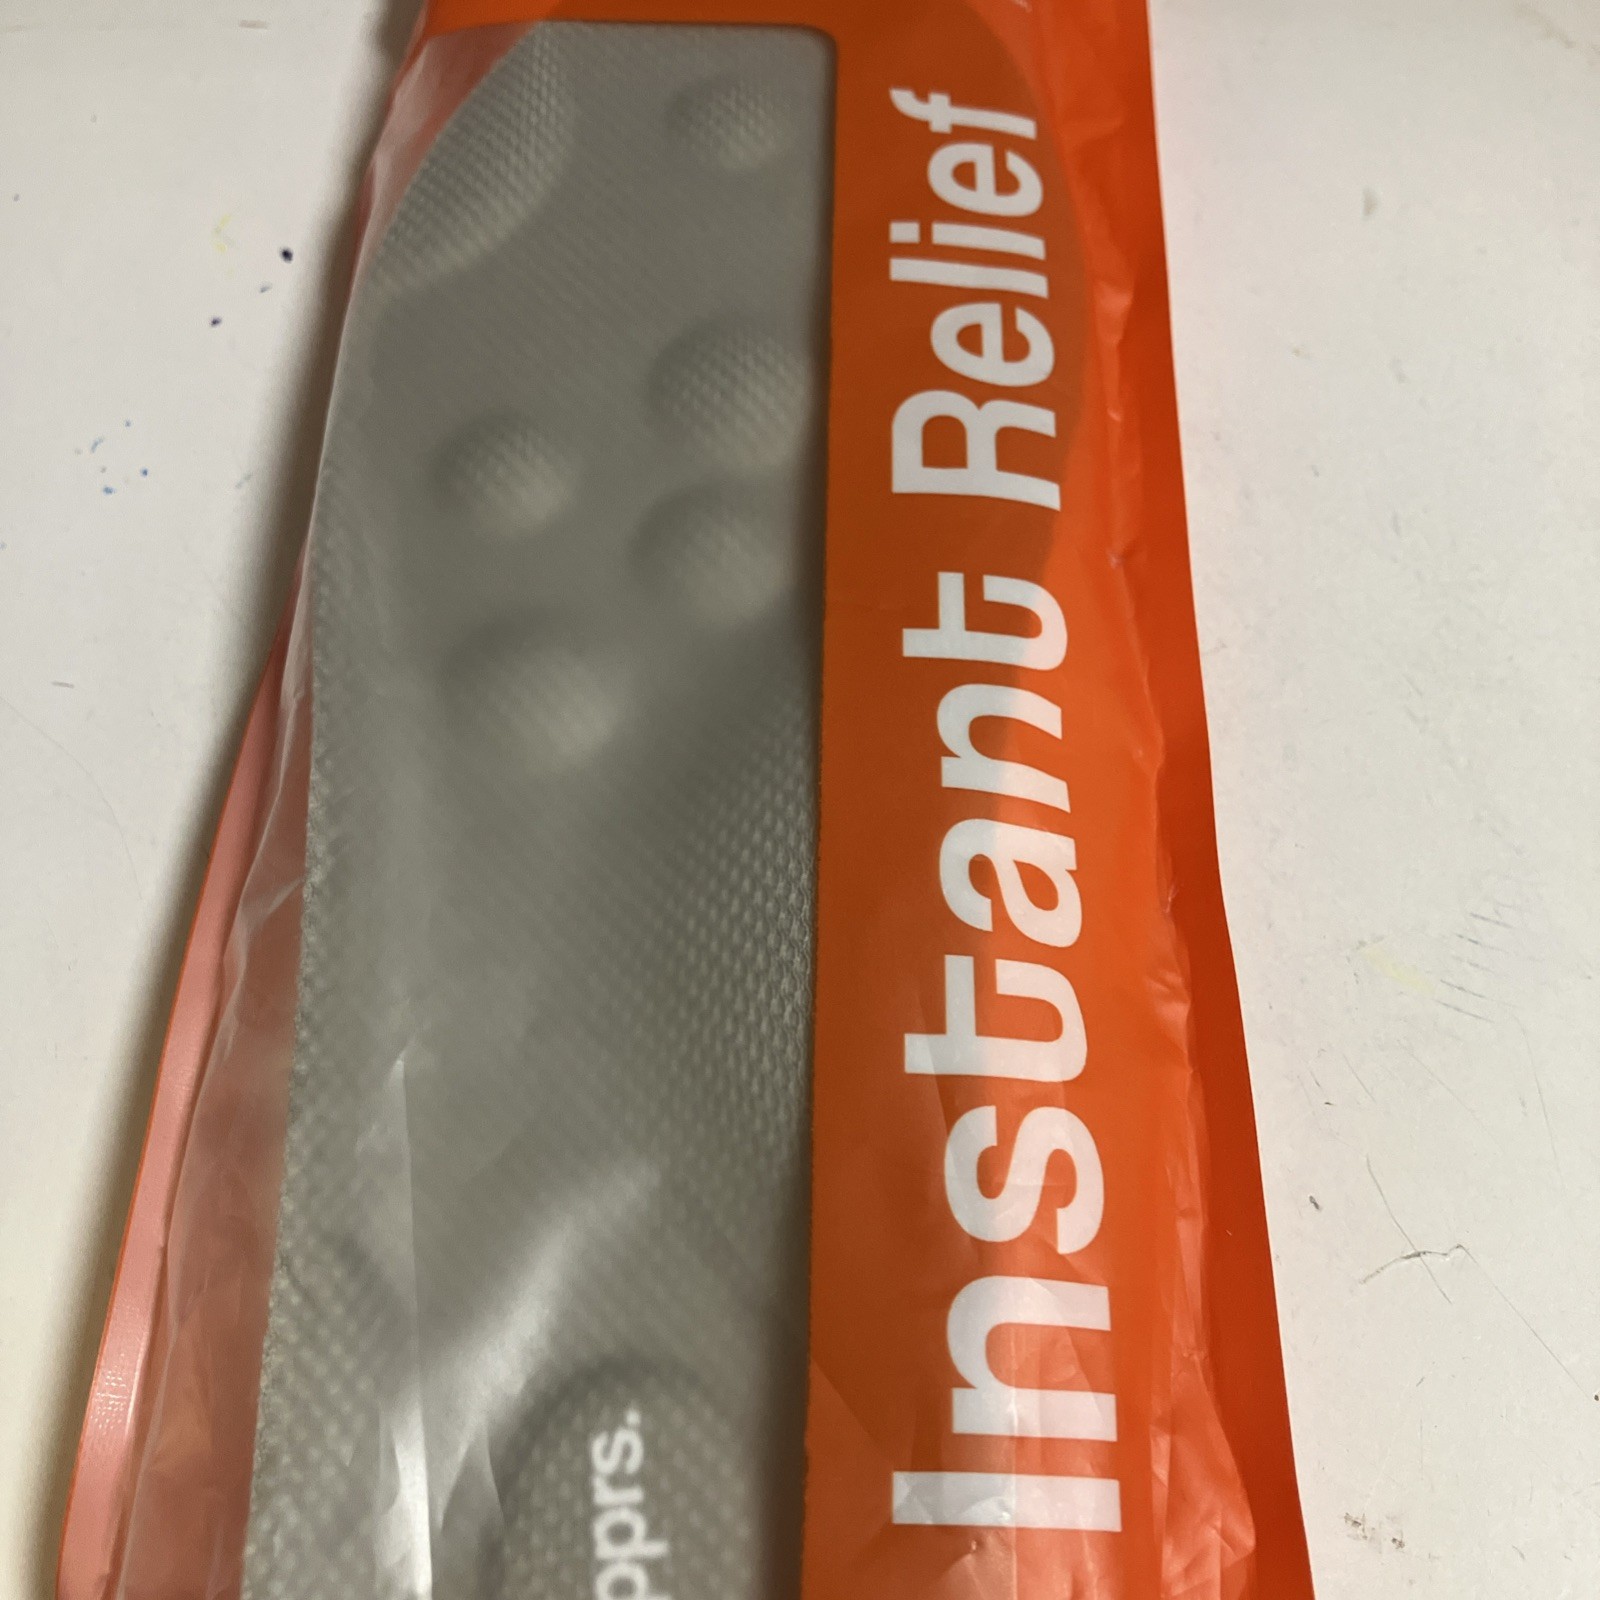 Instant Relief
pprs.